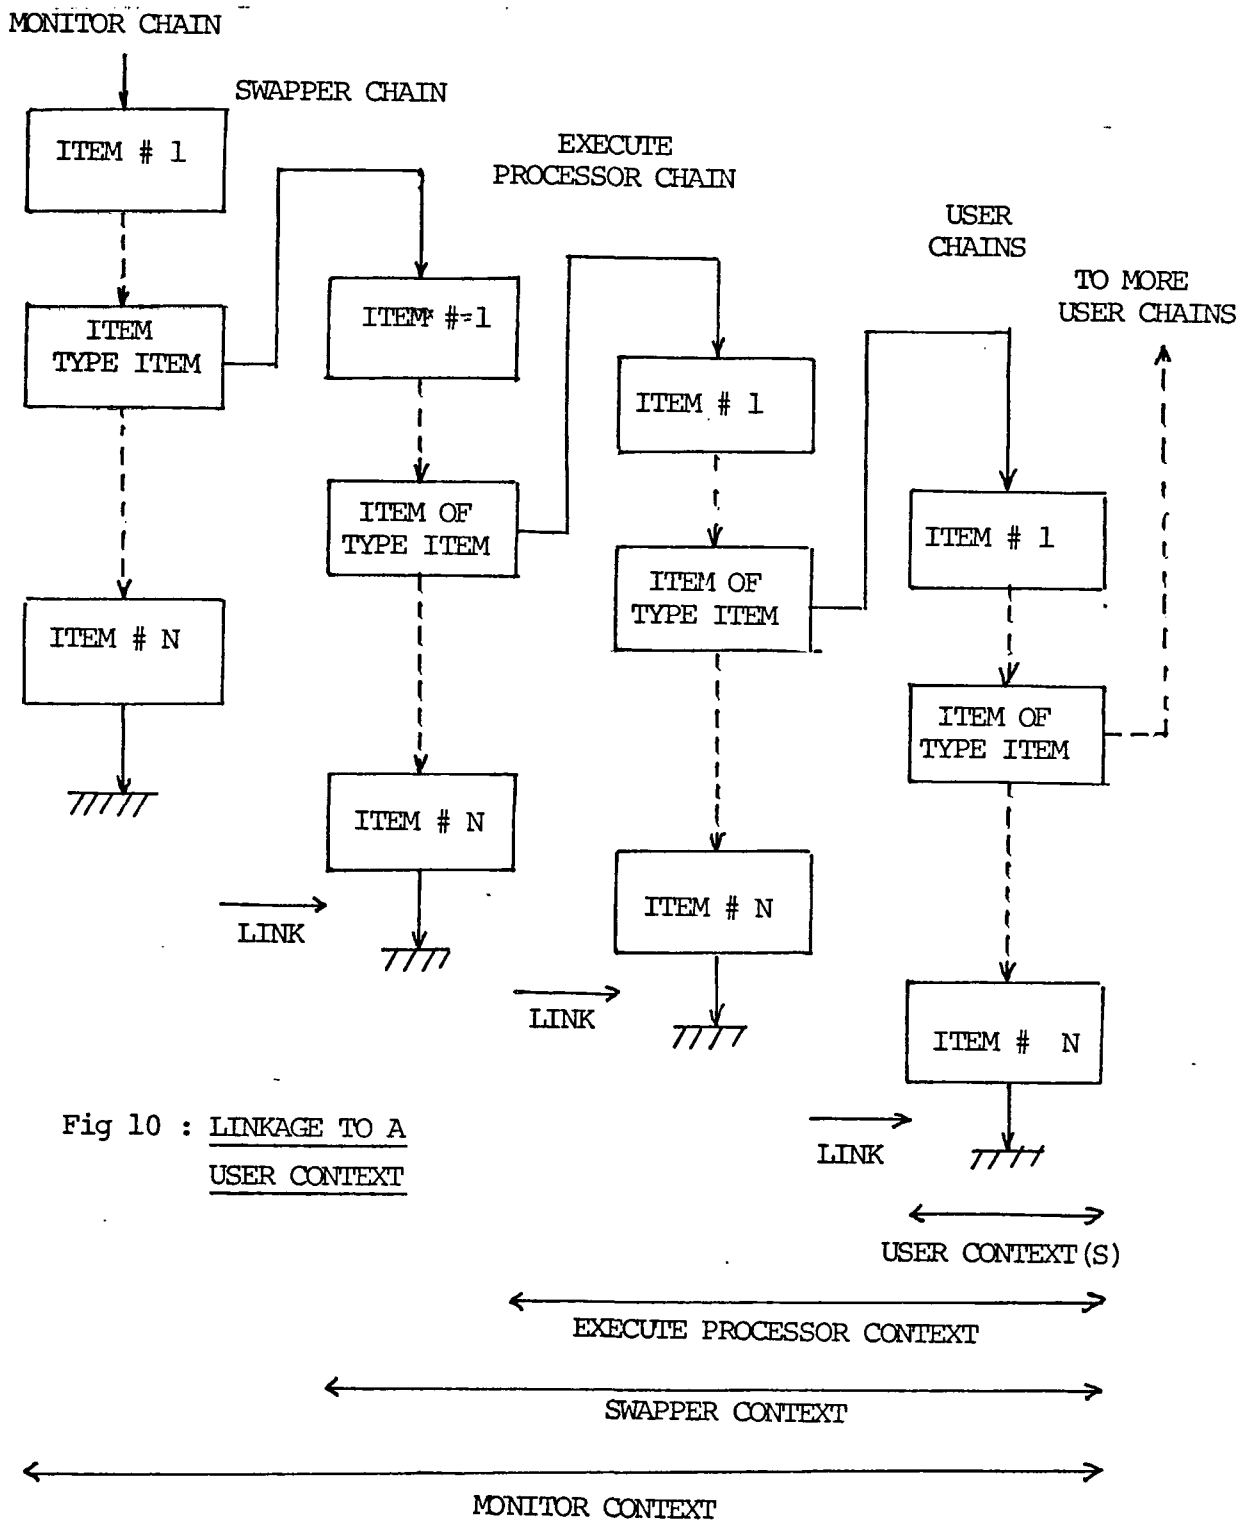 MONITOR CHAIN
SWAPPER CHAIN
EXECUTE
PROCESSOR CHAIN
USER
CHAINS
TO MORE
USER CHAINS
ITEM # 1
ITEM
TYPE ITEM
ITEM # N
ITEM #=1
ITEM OF
TYPE ITEM
ITEM # N
LINK
ITEM # 1
ITEM OF
TYPE ITEM
ITEM # N
LINK
ITEM # 1
ITEM OF
TYPE ITEM
ITEM # N
LINK
Fig 10 : LINKAGE TO A
USER CONTEXT
USER CONTEXT(S)
EXECUTE PROCESSOR CONTEXT
SWAPPER CONTEXT
MONITOR CONTEXT